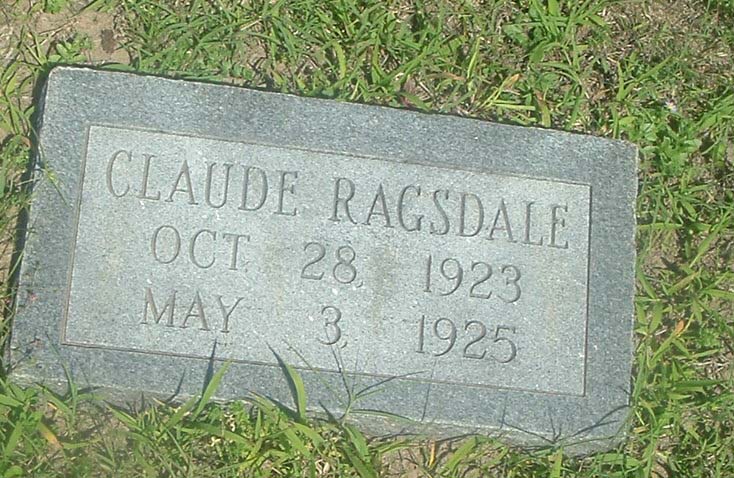 CLAUDE RAGSDALE
OCT. 28, 1923
MAY 3, 1925